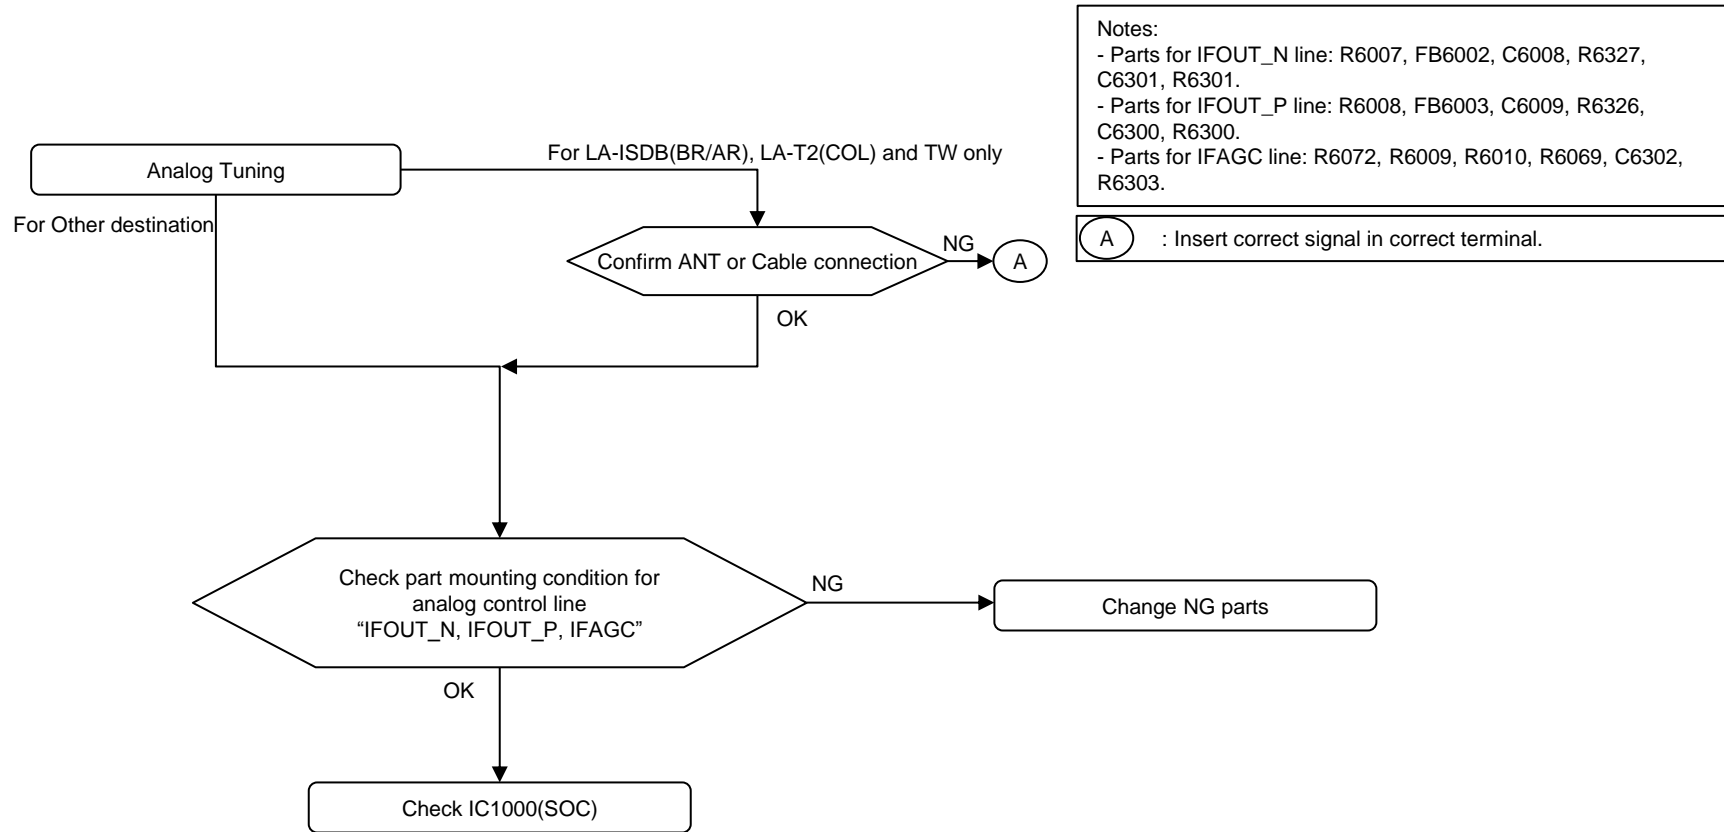 Notes:
- Parts for IFOUT_N line: R6007, FB6002, C6008, R6327,
C6301, R6301.
- Parts for IFOUT_P line: R6008, FB6003, C6009, R6326,
C6300, R6300.
- Parts for IFAGC line: R6072, R6009, R6010, R6069, C6302,
R6303.
A : Insert correct signal in correct terminal.
Analog Tuning
For LA-ISDB(BR/AR), LA-T2(COL) and TW only
For Other destination
Confirm ANT or Cable connection
NG
A
OK
Check part mounting condition for
analog control line
“IFOUT_N, IFOUT_P, IFAGC”
NG
Change NG parts
OK
Check IC1000(SOC)